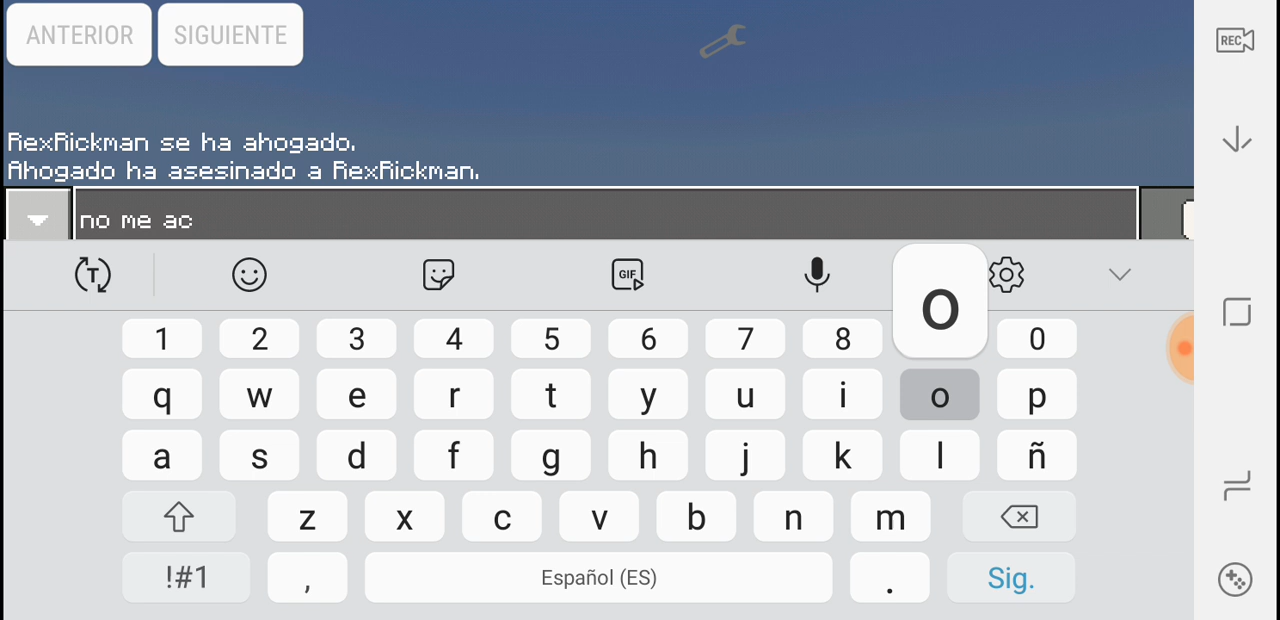 ANTERIOR SIGUIENTE
REC
RexRickman se ha ahogado.
Ahogado ha asesinado a RexRickman.
no me ac
T GIF
o
1 2 3 4 5 6 7 8 0
q w e r t y u i o p
a s d f g h j k l ñ
z x c v b n m
!#1 , Español (ES) . Sig.